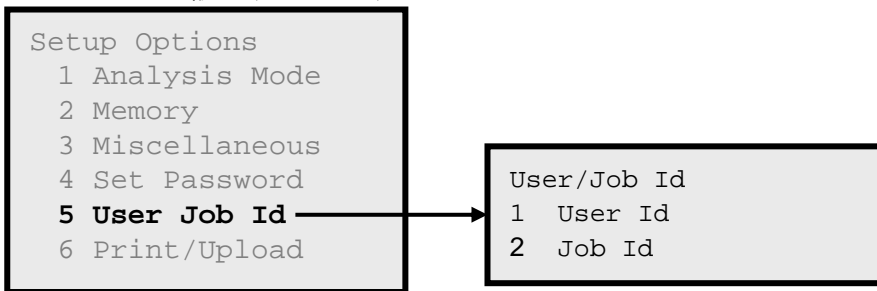 Setup Options
1 Analysis Mode
2 Memory
3 Miscellaneous
4 Set Password
5 User Job Id
6 Print/Upload
User/Job Id
1 User Id
2 Job Id